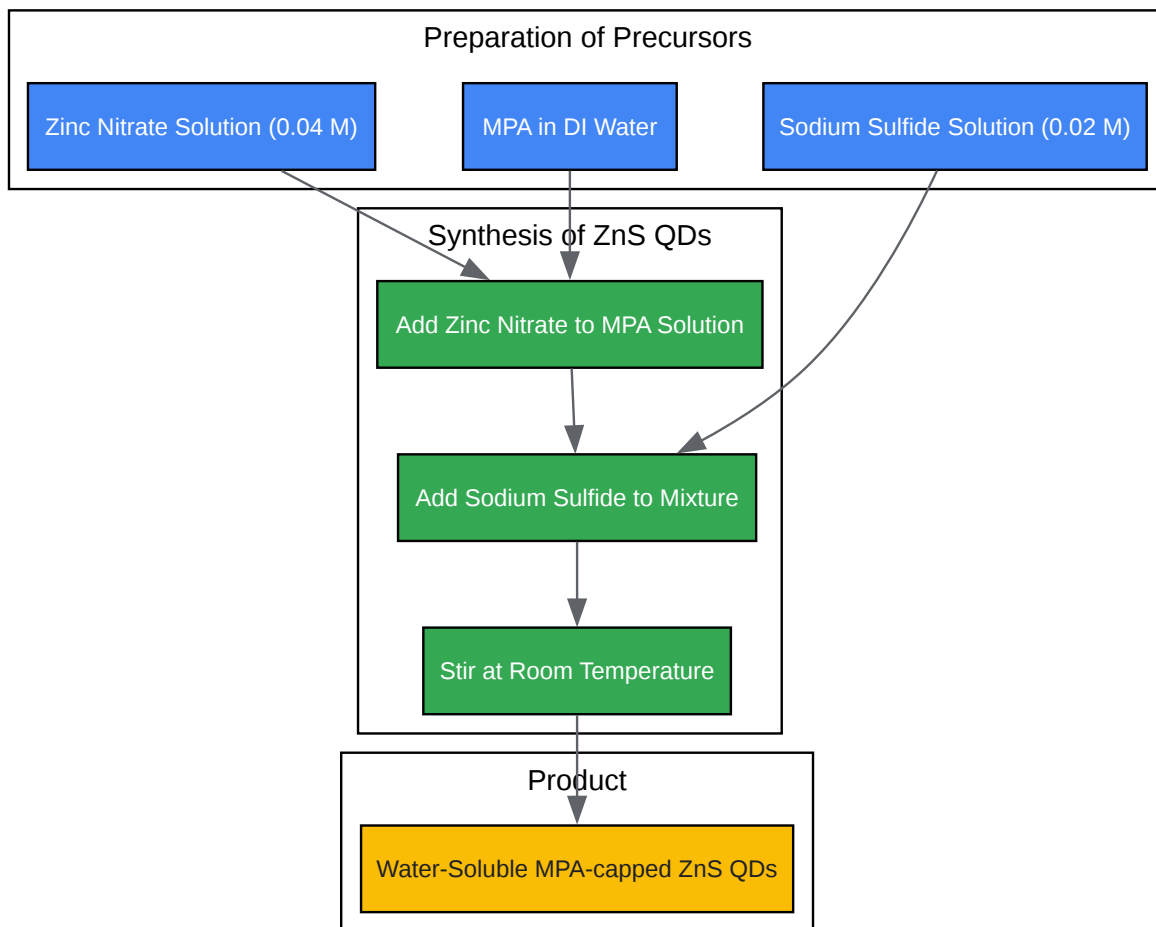 Preparation of Precursors
Zinc Nitrate Solution (0.04 M)
MPA in DI Water
Sodium Sulfide Solution (0.02 M)
Synthesis of ZnS QDs
Add Zinc Nitrate to MPA Solution
Add Sodium Sulfide to Mixture
Stir at Room Temperature
Product
Water-Soluble MPA-capped ZnS QDs